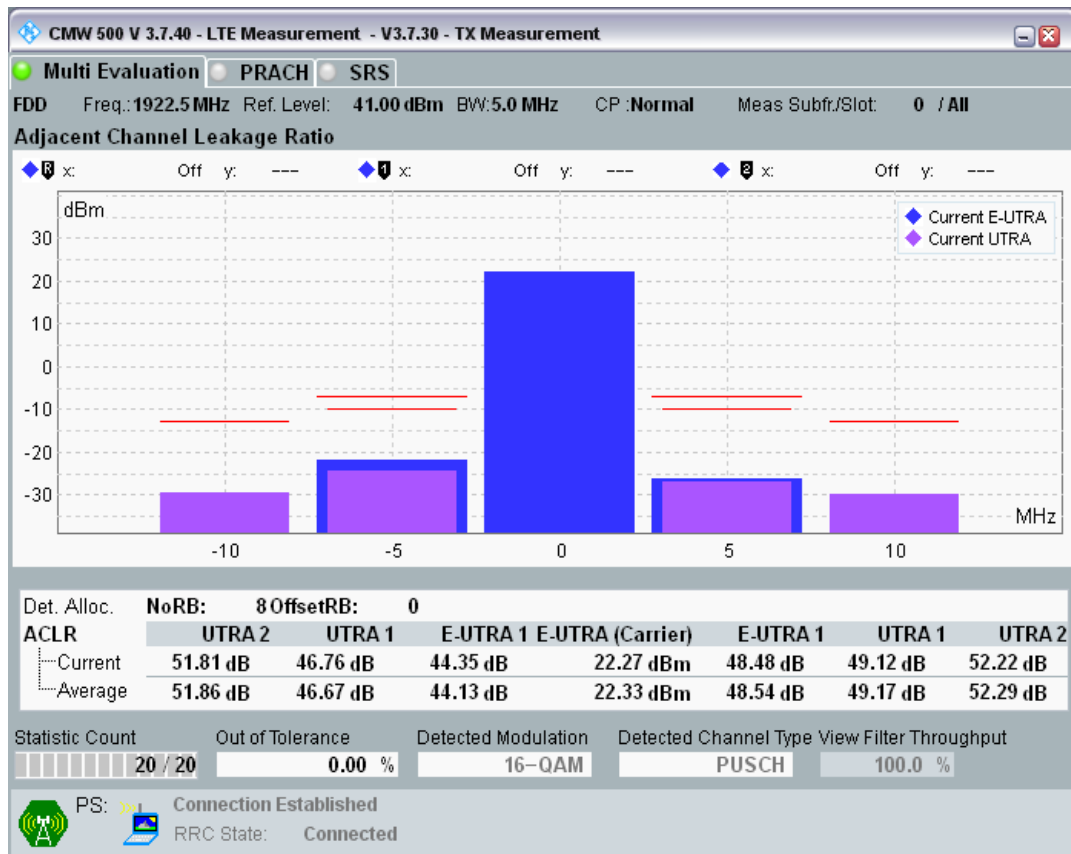 CMW 500 V 3.7.40 - LTE Measurement - V3.7.30 - TX Measurement
Multi Evaluation PRACH SRS
FDD Freq.:1922.5 MHz Ref. Level: 41.00 dBm BW:5.0 MHz CP :Normal Meas Subfr./Slot: 0 / All
Adjacent Channel Leakage Ratio
R x: Off y: --- 1 x: Off y: --- 2 x: Off y: ---
dBm
Current E-UTRA
Current UTRA
30
20
10
0
-10
-20
-30
MHz
-10 -5 0 5 10
Det. Alloc. NoRB: 8 OffsetRB: 0
ACLR UTRA 2 UTRA 1 E-UTRA 1 E-UTRA (Carrier) E-UTRA 1 UTRA 1 UTRA 2
Current 51.81 dB 46.76 dB 44.35 dB 22.27 dBm 48.48 dB 49.12 dB 52.22 dB
Average 51.86 dB 46.67 dB 44.13 dB 22.33 dBm 48.54 dB 49.17 dB 52.29 dB
Statistic Count Out of Tolerance Detected Modulation Detected Channel Type View Filter Throughput
20 / 20 0.00 % 16-QAM PUSCH 100.0 %
PS: Connection Established
RRC State: Connected